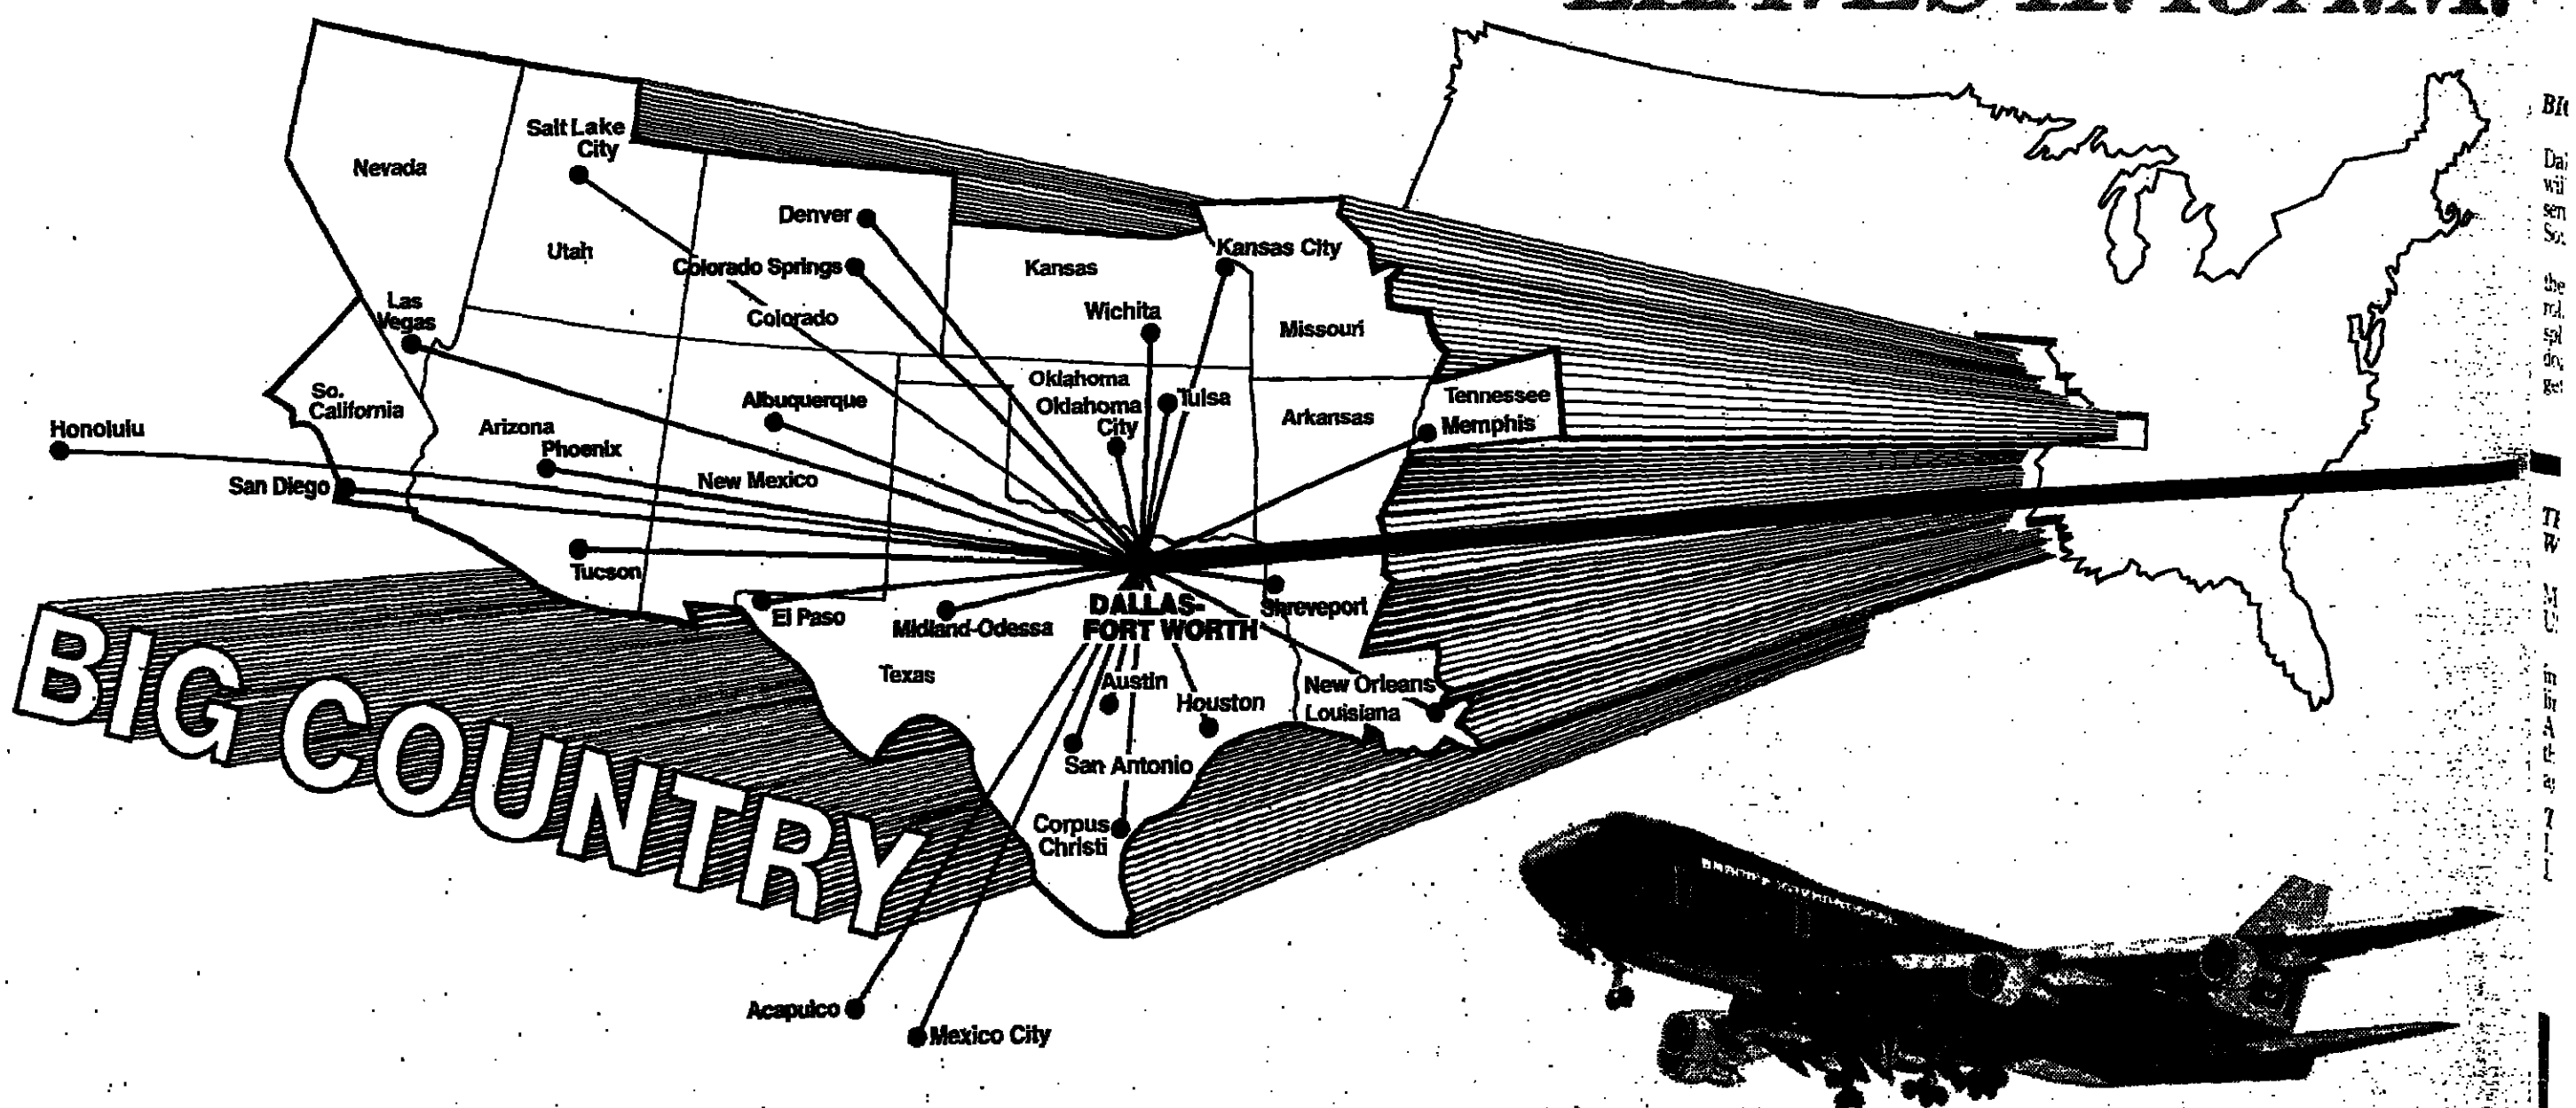 Nevada
Salt Lake
City
Utah
Denver
Colorado Springs
Colorado
Kansas
Kansas City
Wichita
Missouri
Las
Vegas
So.
California
Honolulu
San Diego
Arizona
Phoenix
Albuquerque
New Mexico
Oklahoma
Oklahoma
City
Tulsa
Arkansas
Tennessee
Memphis
Tucson
El Paso
Midland-Odessa
DALLAS-
FORT WORTH
Shreveport
Texas
Austin
Houston
New Orleans
Louisiana
San Antonio
Corpus
Christi
BIG COUNTRY
Acapulco
Mexico City